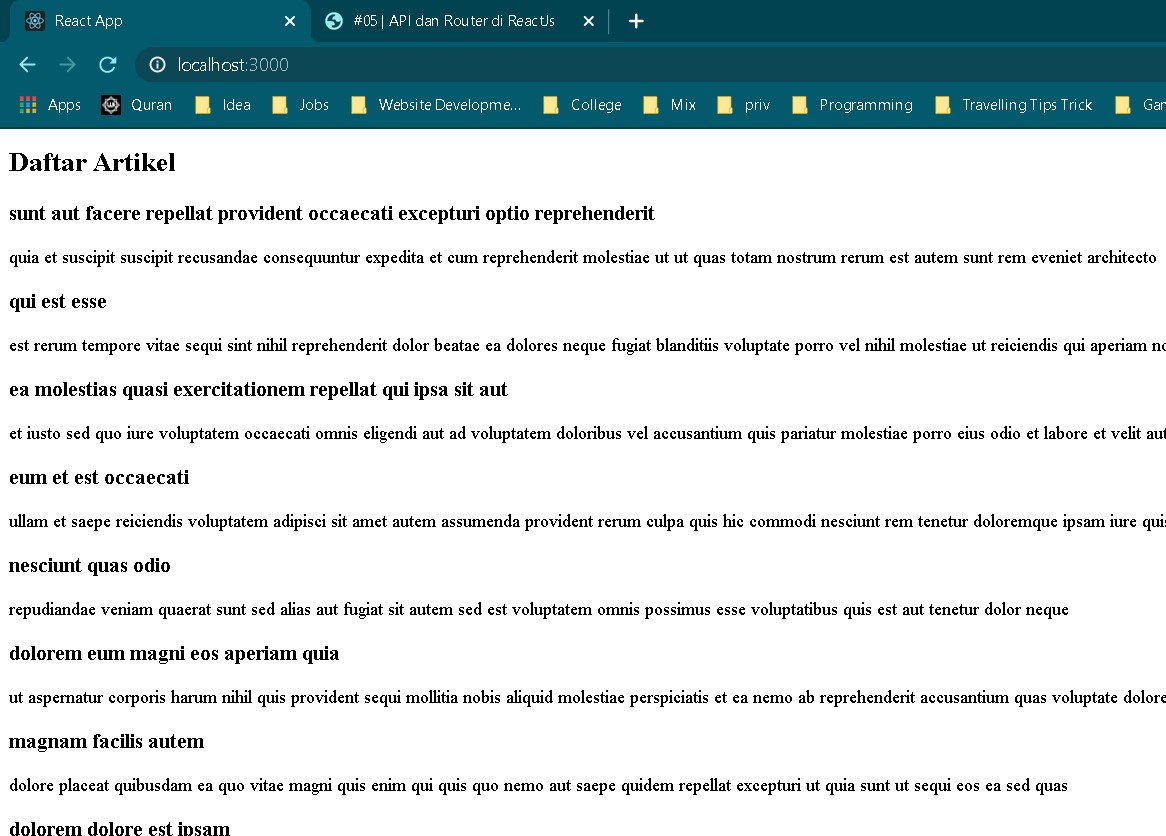 React App
#05 | API dan Router di ReactJs
localhost:3000
Apps Quran Idea Jobs Website Developme... College Mix priv Programming Travelling Tips Trick
Daftar Artikel
sunt aut facere repellat provident occaecati excepturi optio reprehenderit
quia et suscipit suscipit recusandae consequuntur expedita et cum reprehenderit molestiae ut ut quas totam nostrum rerum est autem sunt rem eveniet architecto
qui est esse
est rerum tempore vitae sequi sint nihil reprehenderit dolor beatae ea dolores neque fugiat blanditiis voluptate porro vel nihil molestiae ut reiciendis qui aperiam
ea molestias quasi exercitationem repellat qui ipsa sit aut
et iusto sed quo iure voluptatem occaecati omnis eligendi aut ad voluptatem doloribus vel accusantium quis pariatur molestiae porro eius odio et labore et velit aut
eum et est occaecati
ullam et saepe reiciendis voluptatem adipisci sit amet autem assumenda provident rerum culpa quis hic commodi nesciunt rem tenetur doloremque ipsam iure quis
nesciunt quas odio
repudiandae veniam quaerat sunt sed alias aut fugiat sit autem sed est voluptatem omnis possimus esse voluptatibus quis est aut tenetur dolor neque
dolorem eum magni eos aperiam quia
ut aspernatur corporis harum nihil quis provident sequi mollitia nobis aliquid molestiae perspiciatis et ea nemo ab reprehenderit accusantium quas voluptate dolore
magnam facilis autem
dolore placeat quibusdam ea quo vitae magni quis enim qui quis quo nemo aut saepe quidem repellat excepturi ut quia sunt ut sequi eos ea sed quas
dolorem dolore est ipsam